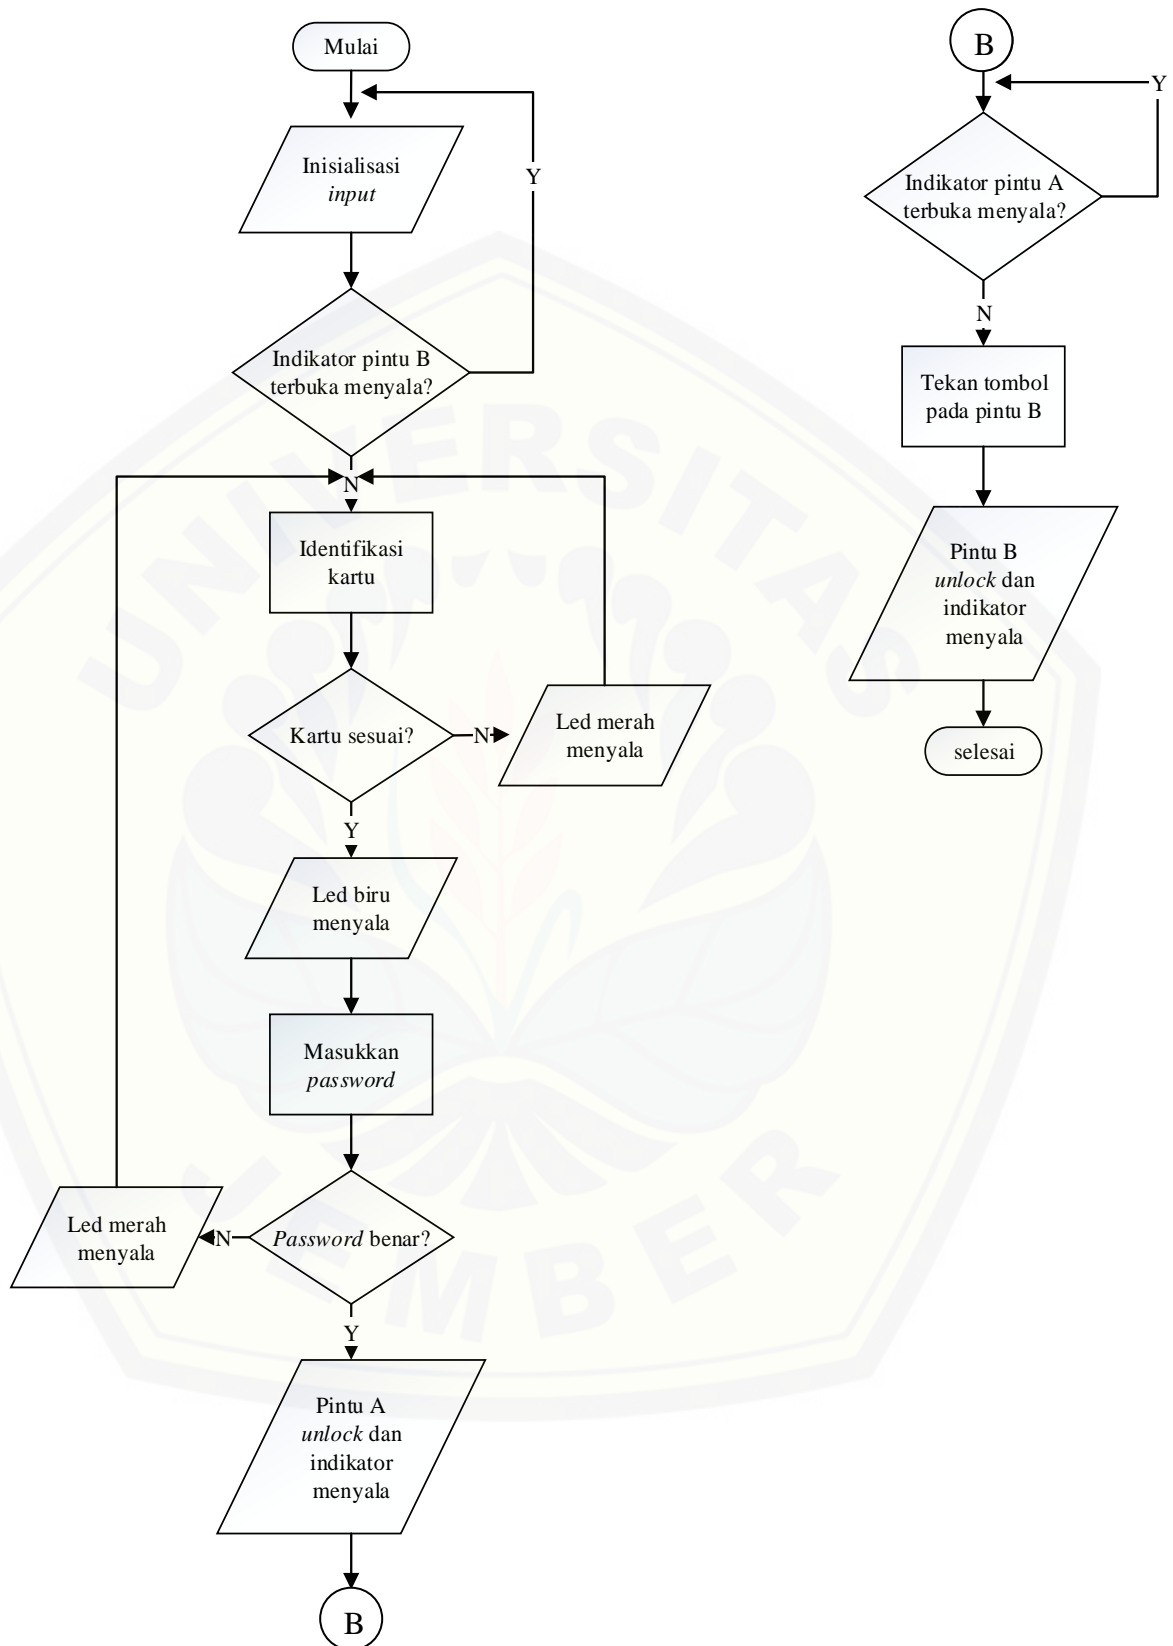 Mulai
Inisialisasi
input
Y
Indikator pintu B
terbuka menyala?
N
Identifikasi
kartu
Kartu sesuai?
N
Led merah
menyala
Y
Led biru
menyala
Masukkan
password
Password benar?
N
Led merah
menyala
Y
Pintu A
unlock dan
indikator
menyala
B
B
Y
Indikator pintu A
terbuka menyala?
N
Tekan tombol
pada pintu B
Pintu B
unlock dan
indikator
menyala
selesai
UNIVERSITAS
JEMBER